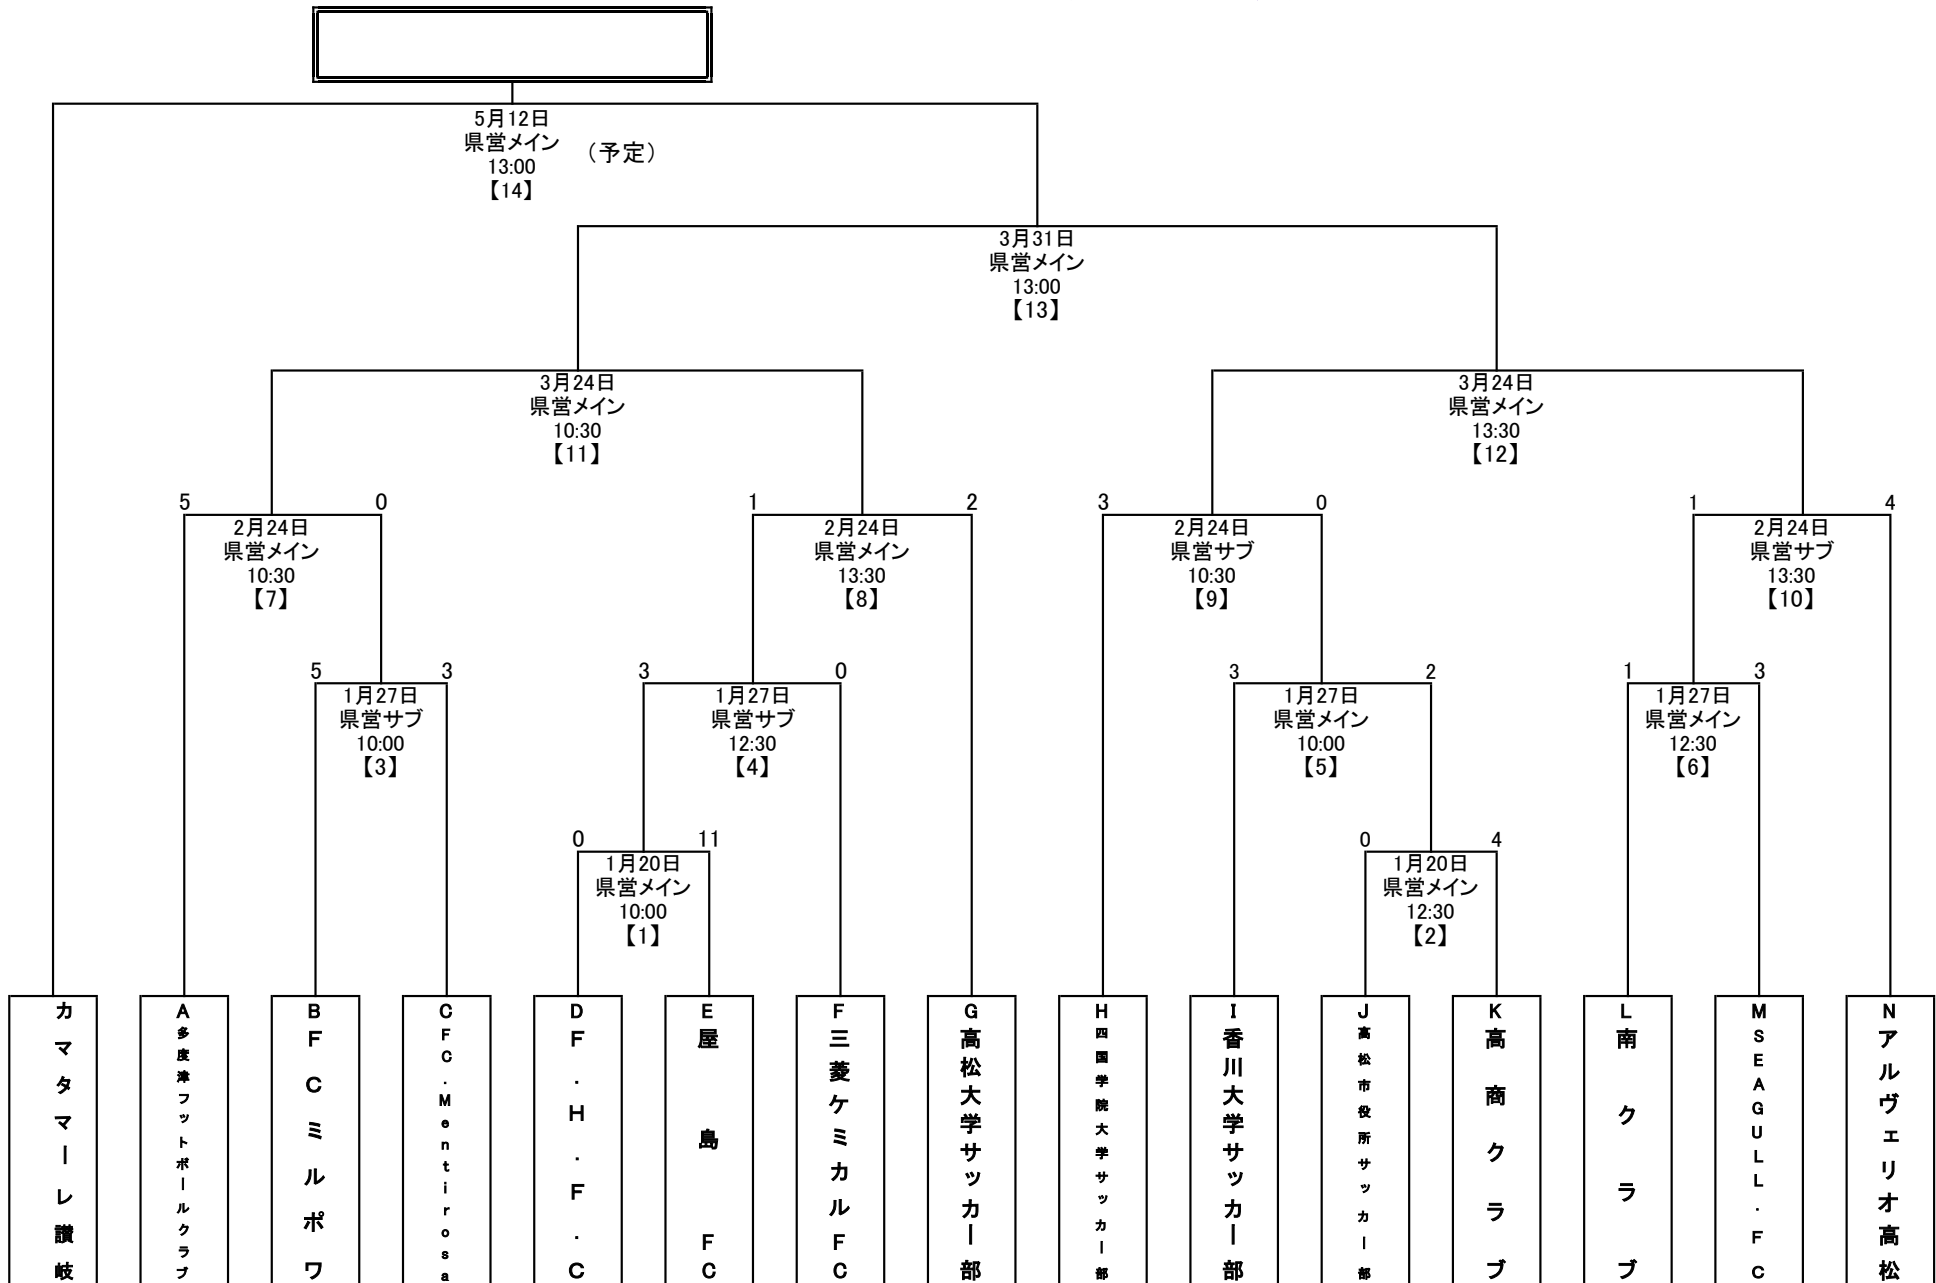 5月12日
県営メイン
(予定)
13:00
【14】
3月31日
県営メイン
13:00
【13】
3月24日
県営メイン
10:30
【11】
3月24日
県営メイン
13:30
【12】
5 0
2月24日
県営メイン
10:30
【7】
1 2
2月24日
県営メイン
13:30
【8】
3 0
2月24日
県営サブ
10:30
【9】
1 4
2月24日
県営サブ
13:30
【10】
5 3
1月27日
県営サブ
10:00
【3】
3 0
1月27日
県営サブ
12:30
【4】
3 2
1月27日
県営メイン
10:00
【5】
1 3
1月27日
県営メイン
12:30
【6】
0 11
1月20日
県営メイン
10:00
【1】
0 4
1月20日
県営メイン
12:30
【2】
カマタマーレ讃岐
A 多度津フットボールクラブ
B FCミルポワ
C FC.Mentirosa
D F.H.F.C
E 屋島FC
F 三菱ケミカルFC
G 高松大学サッカー部
H 四国学院大学サッカー部
I 香川大学サッカー部
J 高松市役所サッカー部
K 高商クラブ
L 南クラブ
M SEAGULL.FC
N アルヴェリオ高松